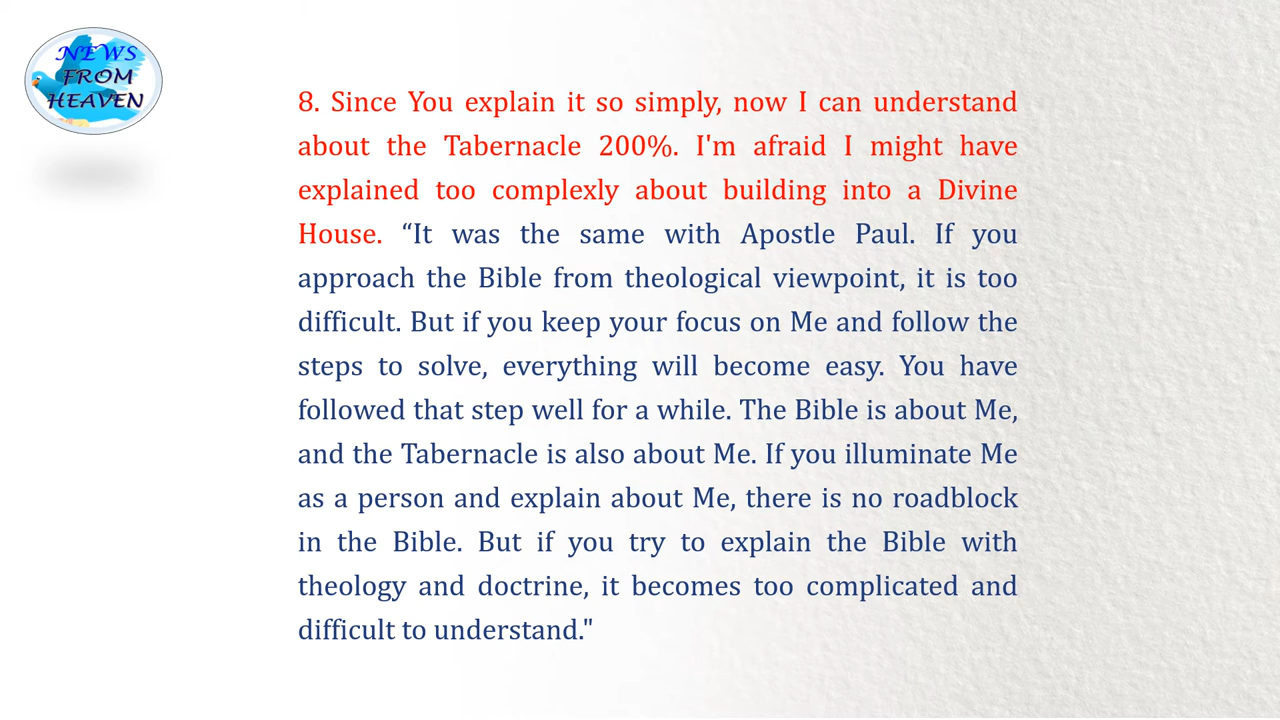 NEWS
FROM
HEAVEN
8. Since You explain it so simply, now I can understand
about the Tabernacle 200%. I'm afraid I might have
explained too complexly about building into a Divine
House. “It was the same with Apostle Paul. If you
approach the Bible from theological viewpoint, it is too
difficult. But if you keep your focus on Me and follow the
steps to solve, everything will become easy. You have
followed that step well for a while. The Bible is about Me,
and the Tabernacle is also about Me. If you illuminate Me
as a person and explain about Me, there is no roadblock
in the Bible. But if you try to explain the Bible with
theology and doctrine, it becomes too complicated and
difficult to understand."